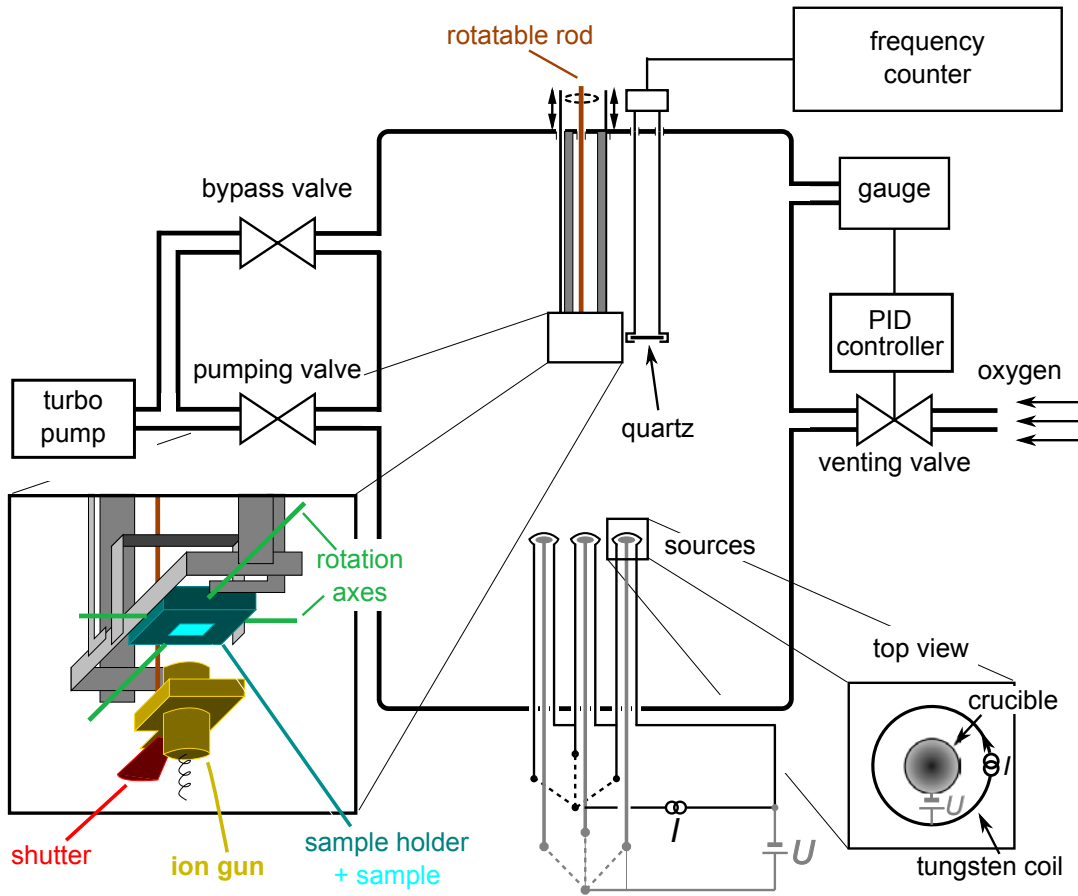 rotatable rod
frequency
counter
bypass valve
gauge
pumping valve
PID
controller
oxygen
turbo
pump
quartz
venting valve
rotation
axes
sources
top view
crucible
I
U
shutter
ion gun
sample holder
+ sample
I
U
tungsten coil